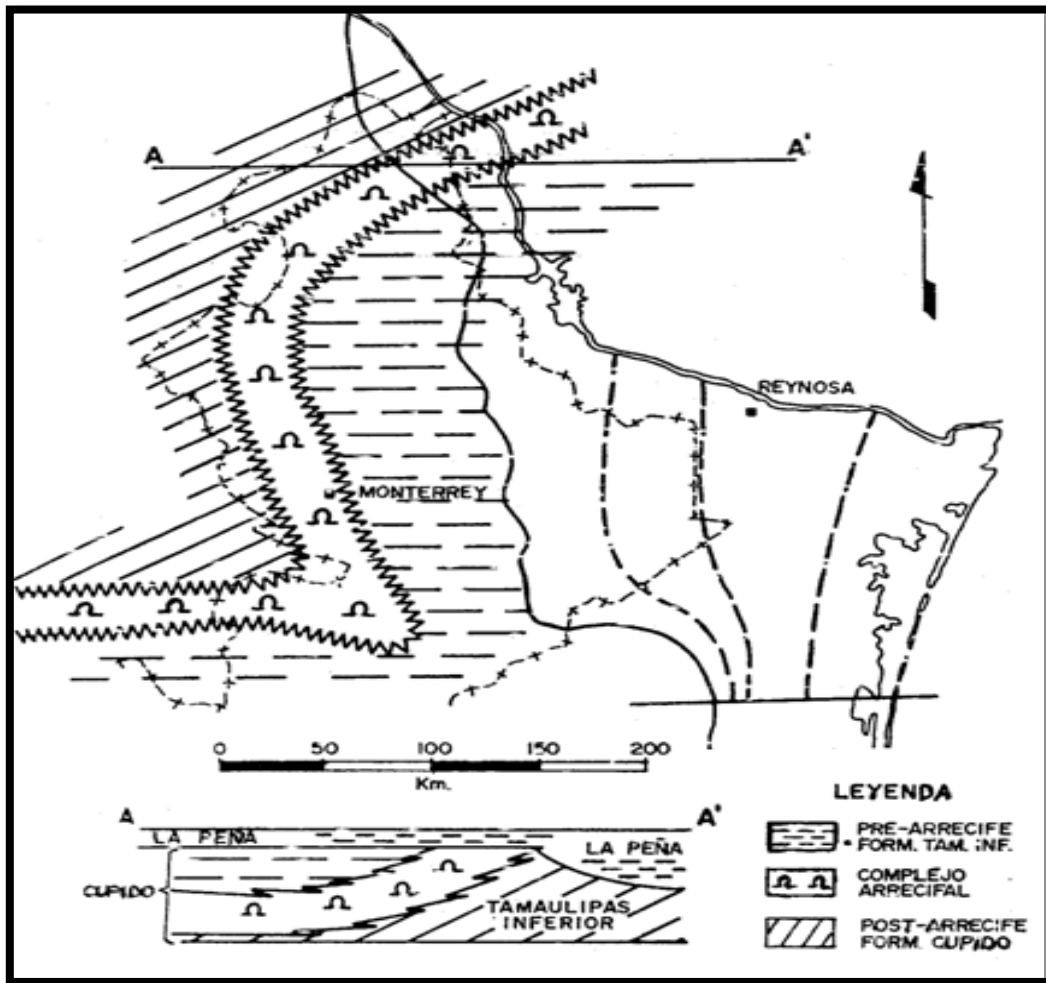 A A'
REYNOSA
MONTERREY
0 50 100 150 200
Km.
A A'
LA PEÑA
LA PEÑA
CUPIDO
TAMAULIPAS
INFERIOR
LEYENDA
PRE-ARRECIFE
FORM. TAM. INF.
COMPLEJO
ARRECIFAL
POST-ARRECIFE
FORM. CUPIDO